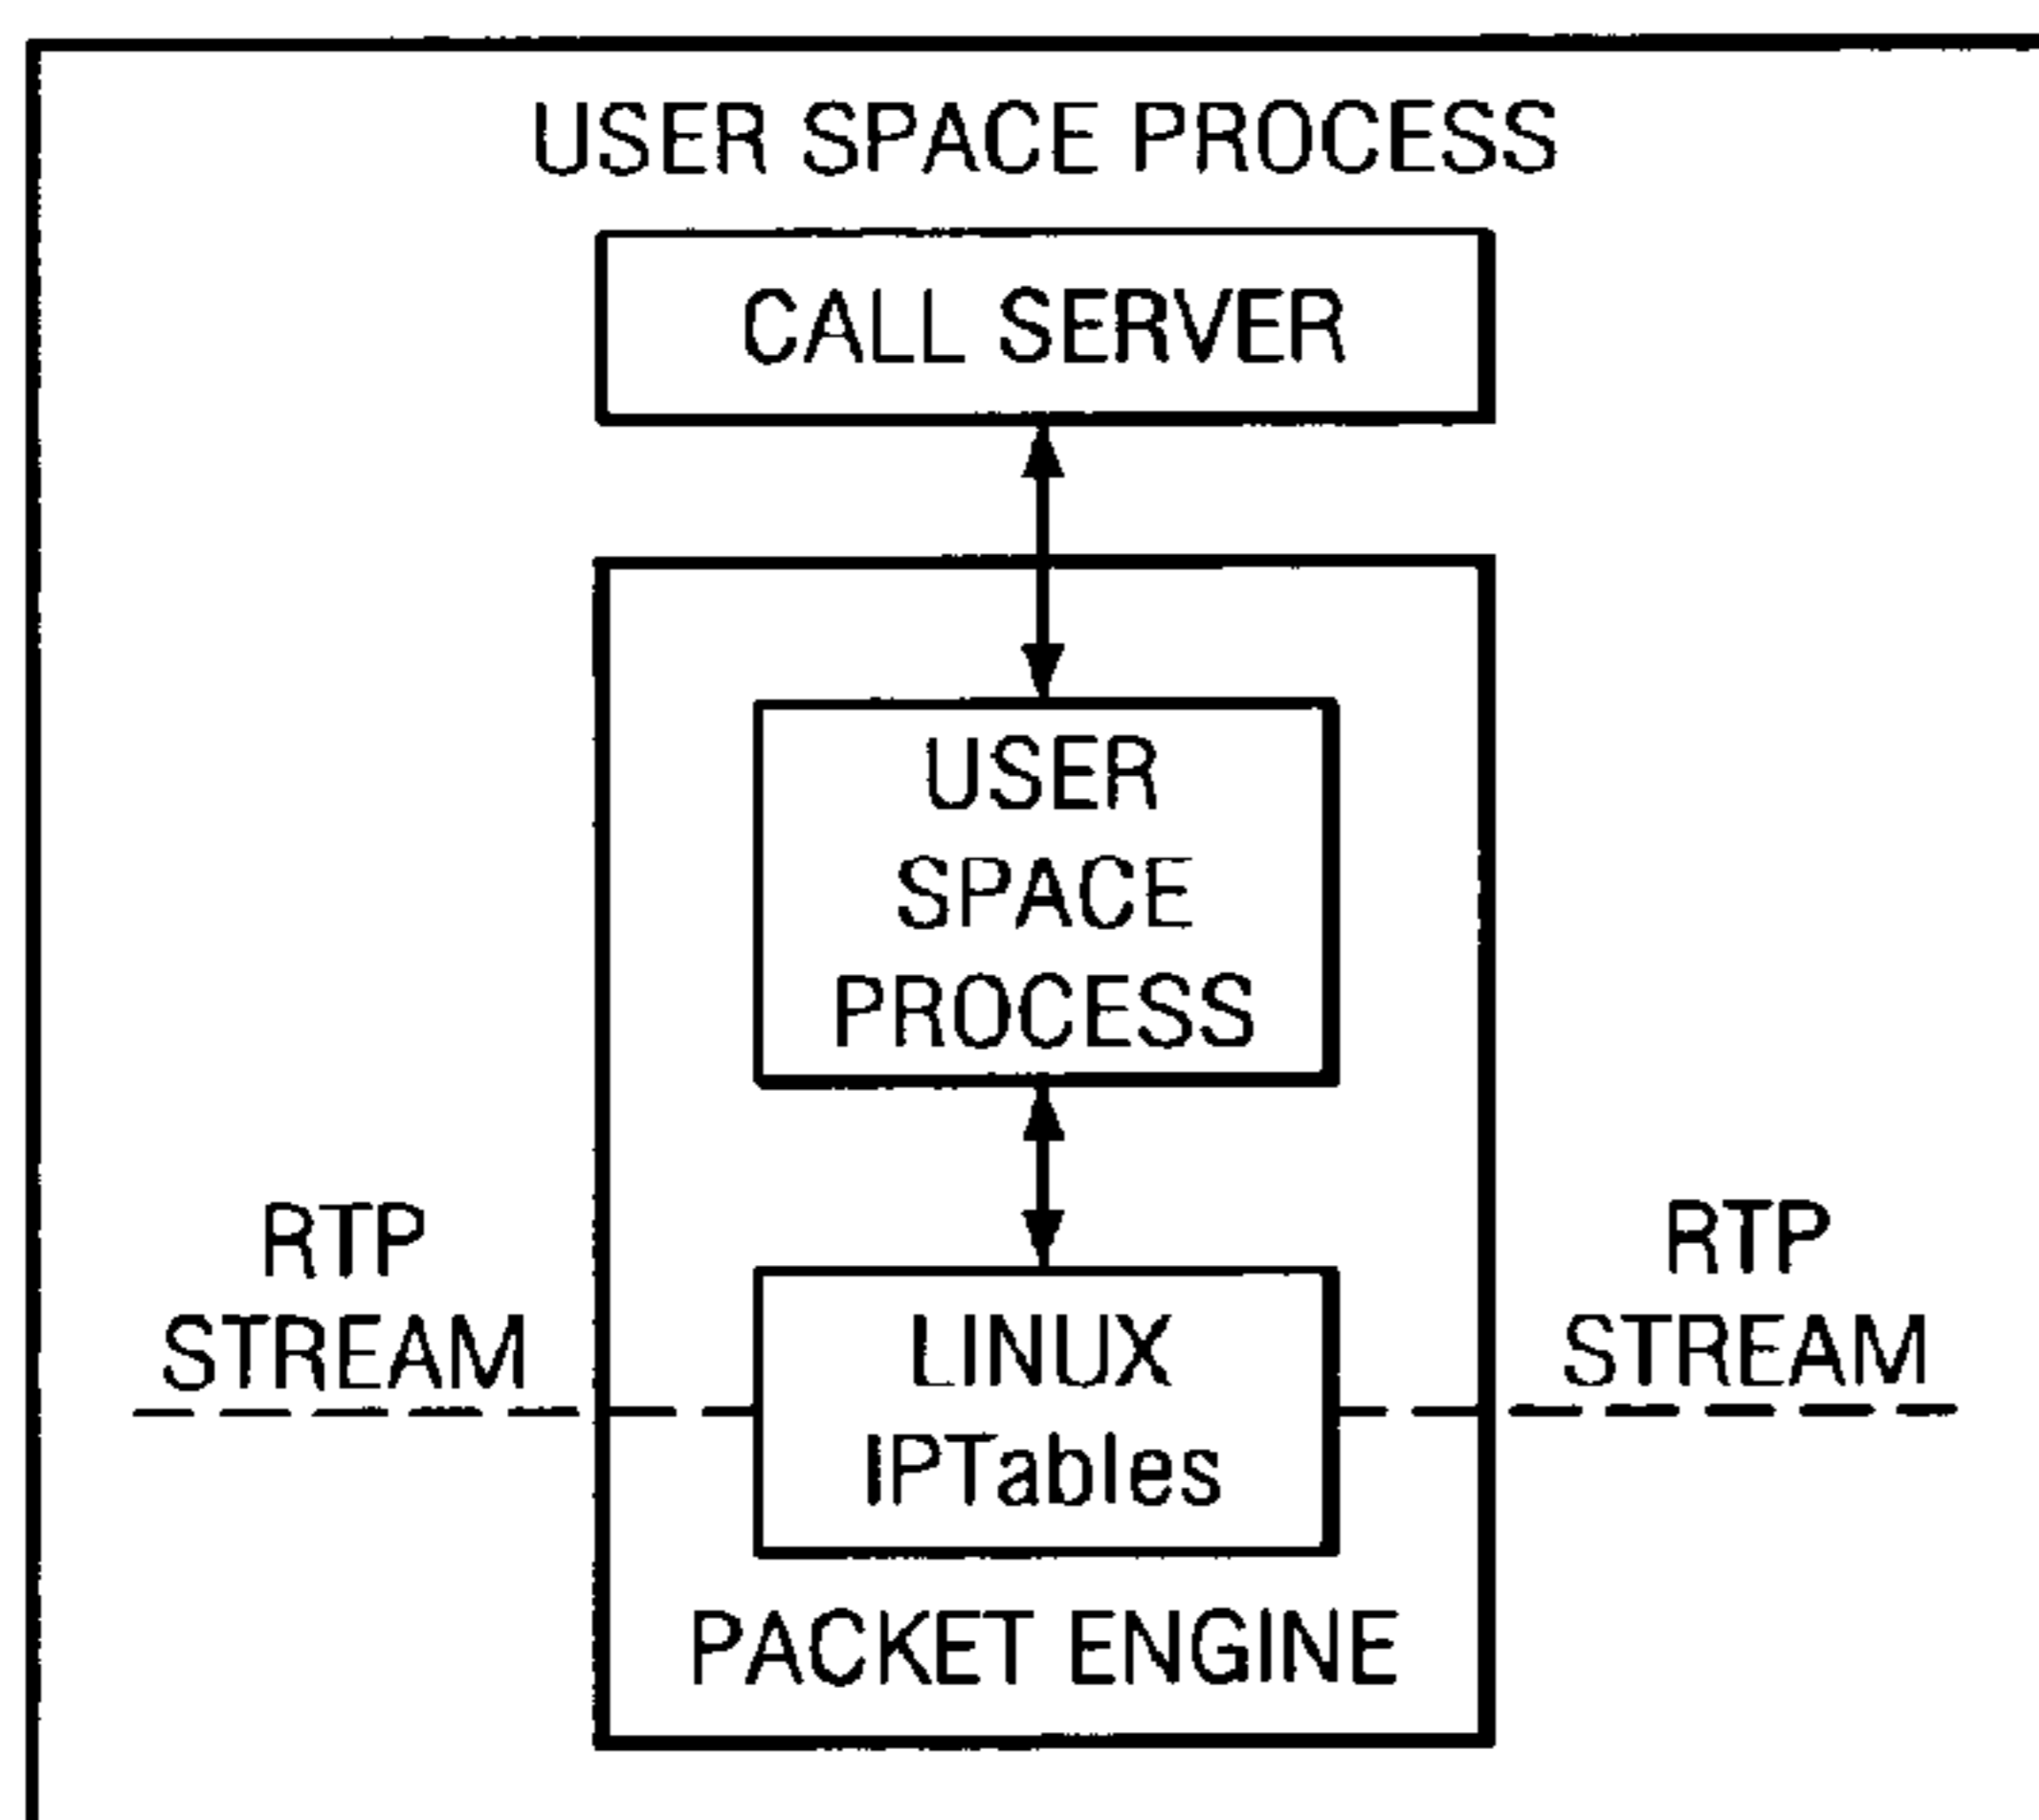 USER SPACE PROCESS
CALL SERVER
USER
SPACE
PROCESS
RTP
STREAM
LINUX
IPTables
RTP
STREAM
PACKET ENGINE